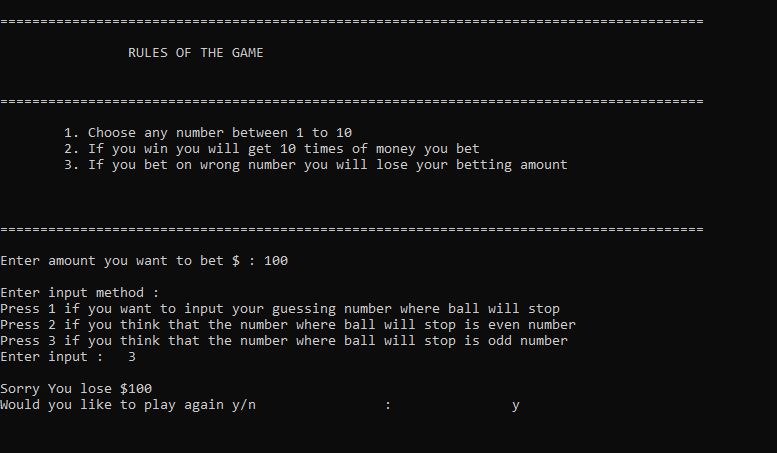 ========================================================================================
RULES OF THE GAME
========================================================================================
1. Choose any number between 1 to 10
2. If you win you will get 10 times of money you bet
3. If you bet on wrong number you will lose your betting amount
========================================================================================
Enter amount you want to bet $ : 100
Enter input method :
Press 1 if you want to input your guessing number where ball will stop
Press 2 if you think that the number where ball will stop is even number
Press 3 if you think that the number where ball will stop is odd number
Enter input :   3
Sorry You lose $100
Would you like to play again y/n                :               y